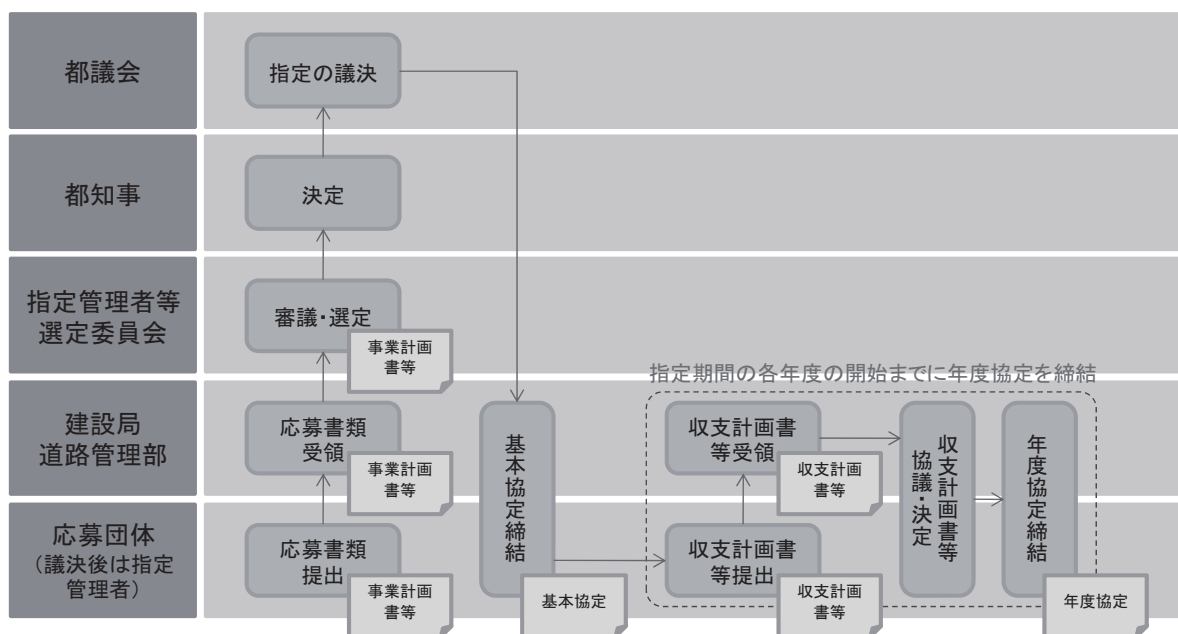 都議会
指定の議決
都知事
決定
指定管理者等
選定委員会
審議・選定
事業計画
書等
指定期間の各年度の開始までに年度協定を締結
建設局
道路管理部
応募書類
受領
事業計画
書等
基本協定締結
収支計画書
等受領
収支計画
書等
収支計画書等
協議・決定
年度協定締結
応募団体
（議決後は指定
管理者）
応募書類
提出
事業計画
書等
基本協定
収支計画書
等提出
収支計画
書等
年度協定